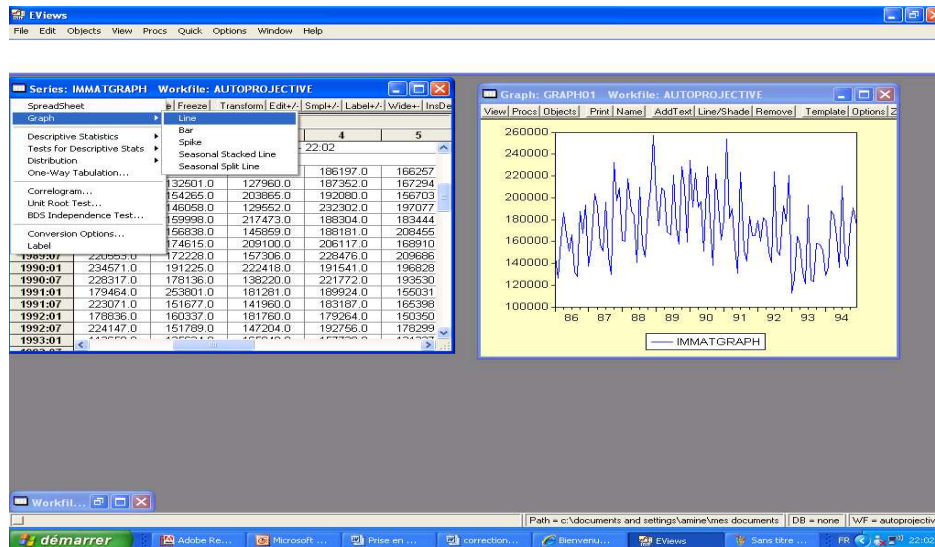 EViews
File Edit Objects View Procs Quick Options Window Help
Series: IMMATGRAPH Workfile: AUTOPROJECTIVE
Freeze Transform Edit+/- Smpl+/- Label+/- Wide+- InsDe
SpreadSheet
Graph
Descriptive Statistics
Tests for Descriptive Stats
Distribution
One-Way Tabulation...
Correlogram...
Unit Root Test...
BDS Independence Test...
Conversion Options...
Label
Line
Bar
Spike
Seasonal Stacked Line
Seasonal Split Line
4 5
22:02
186197.0 166257
132501.0 127960.0 187352.0 167294
154265.0 203865.0 192080.0 156703
146058.0 129552.0 232302.0 197077
159998.0 217473.0 188304.0 183444
156838.0 145859.0 188181.0 208455
174615.0 209100.0 206117.0 168910
1989:07 220553.0 172228.0 157306.0 228476.0 209686
1990:01 234571.0 191225.0 222418.0 191541.0 196828
1990:07 228317.0 178136.0 138220.0 221772.0 193530
1991:01 179464.0 253801.0 181281.0 189924.0 155031
1991:07 223071.0 151677.0 141960.0 183187.0 165398
1992:01 178836.0 160337.0 181760.0 179264.0 150350
1992:07 224147.0 151789.0 147204.0 192756.0 178299
1993:01
Graph: GRAPH01 Workfile: AUTOPROJECTIVE
View Procs Objects Print Name AddText Line/Shade Remove Template Options Z
260000
240000
220000
200000
180000
160000
140000
120000
100000
86 87 88 89 90 91 92 93 94
IMMATGRAPH
Workfil...
Path = c:\documents and settings\amine\mes documents DB = none WF = autoprojectiv
démarrer Adobe Re... Microsoft ... Prise en ... correction... Bienvenu... EViews Sans titre ... FR 22:02